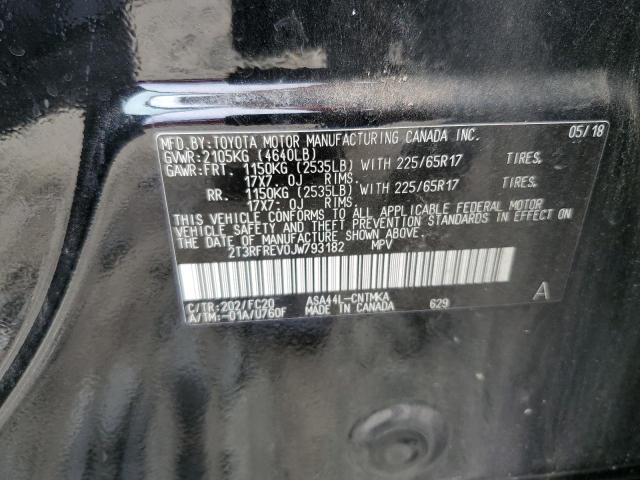 MFD. BY: TOYOTA MOTOR MANUFACTURING CANADA INC. 05/18
GVWR: 2105KG (4640LB)
GAWR: FRT. 1150KG (2535LB) WITH 225/65R17 TIRES,
17X7.0J RIMS,
RR. 1150KG (2535LB) WITH 225/65R17 TIRES,
17X7.0J RIMS,
THIS VEHICLE CONFORMS TO ALL APPLICABLE FEDERAL MOTOR
VEHICLE SAFETY AND THEFT PREVENTION STANDARDS IN EFFECT ON
THE DATE OF MANUFACTURE SHOWN ABOVE.
2T3RFREV0JW793182 MPV
C/TR: 202/FC20 ASA44L-CNTMKA A
A/TM: -01A/U760F MADE IN CANADA 629